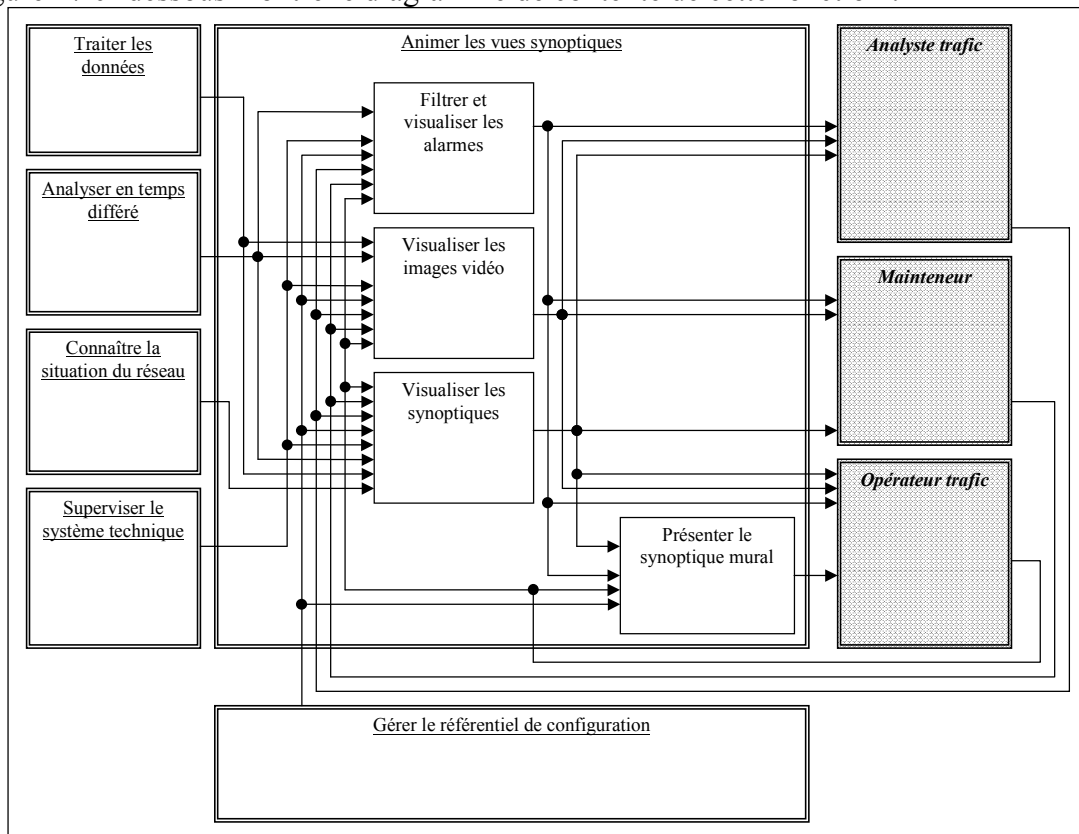 Traiter les
données
Analyser en temps
différé
Connaître la
situation du réseau
Superviser le
système technique
Animer les vues synoptiques
Filtrer et
visualiser les
alarmes
Visualiser les
images vidéo
Visualiser les
synoptiques
Présenter le
synoptique mural
Analyste trafic
Mainteneur
Opérateur trafic
Gérer le référentiel de configuration